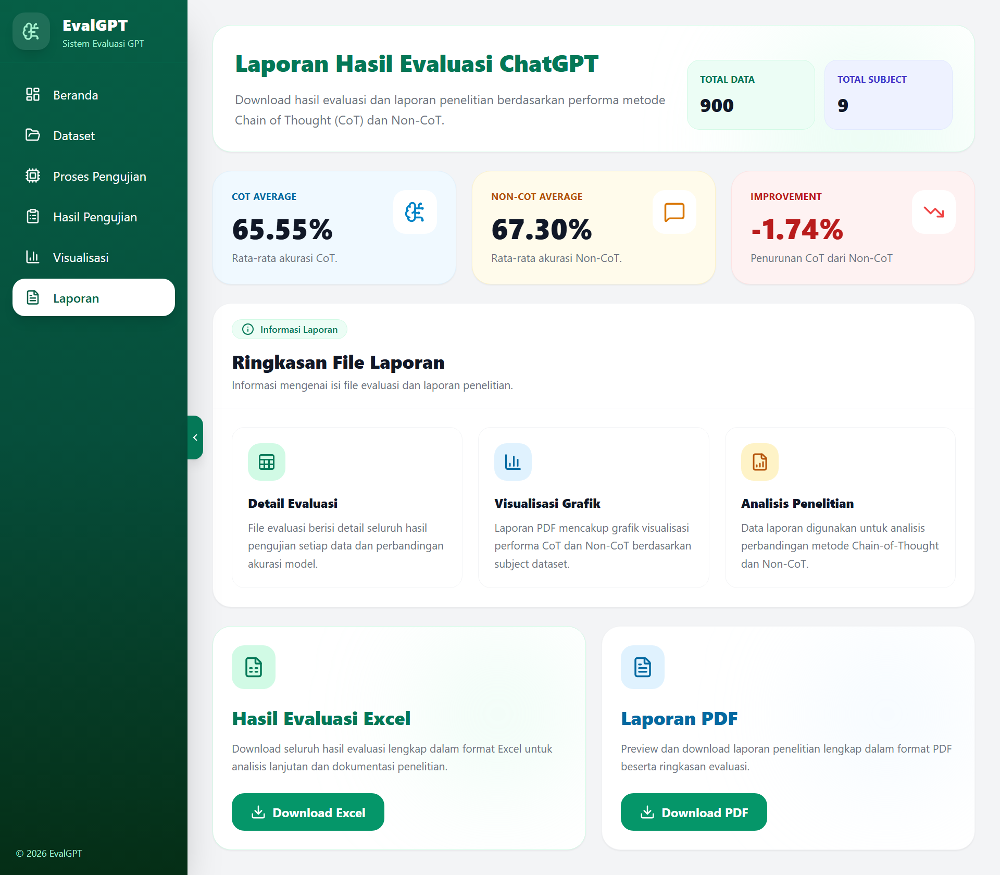 EvalGPT
Sistem Evaluasi GPT
Beranda
Dataset
Proses Pengujian
Hasil Pengujian
Visualisasi
Laporan
© 2026 EvalGPT
Laporan Hasil Evaluasi ChatGPT
Download hasil evaluasi dan laporan penelitian berdasarkan performa metode
Chain of Thought (CoT) dan Non-CoT.
TOTAL DATA
900
TOTAL SUBJECT
9
COT AVERAGE
65.55%
Rata-rata akurasi CoT.
NON-COT AVERAGE
67.30%
Rata-rata akurasi Non-CoT.
IMPROVEMENT
-1.74%
Penurunan CoT dari Non-CoT
Informasi Laporan
Ringkasan File Laporan
Informasi mengenai isi file evaluasi dan laporan penelitian.
Detail Evaluasi
File evaluasi berisi detail seluruh hasil
pengujian setiap data dan perbandingan
akurasi model.
Visualisasi Grafik
Laporan PDF mencakup grafik visualisasi
performa CoT dan Non-CoT berdasarkan
subject dataset.
Analisis Penelitian
Data laporan digunakan untuk analisis
perbandingan metode Chain-of-Thought
dan Non-CoT.
Hasil Evaluasi Excel
Download seluruh hasil evaluasi lengkap dalam format Excel untuk
analisis lanjutan dan dokumentasi penelitian.
Download Excel
Laporan PDF
Preview dan download laporan penelitian lengkap dalam format PDF
beserta ringkasan evaluasi.
Download PDF